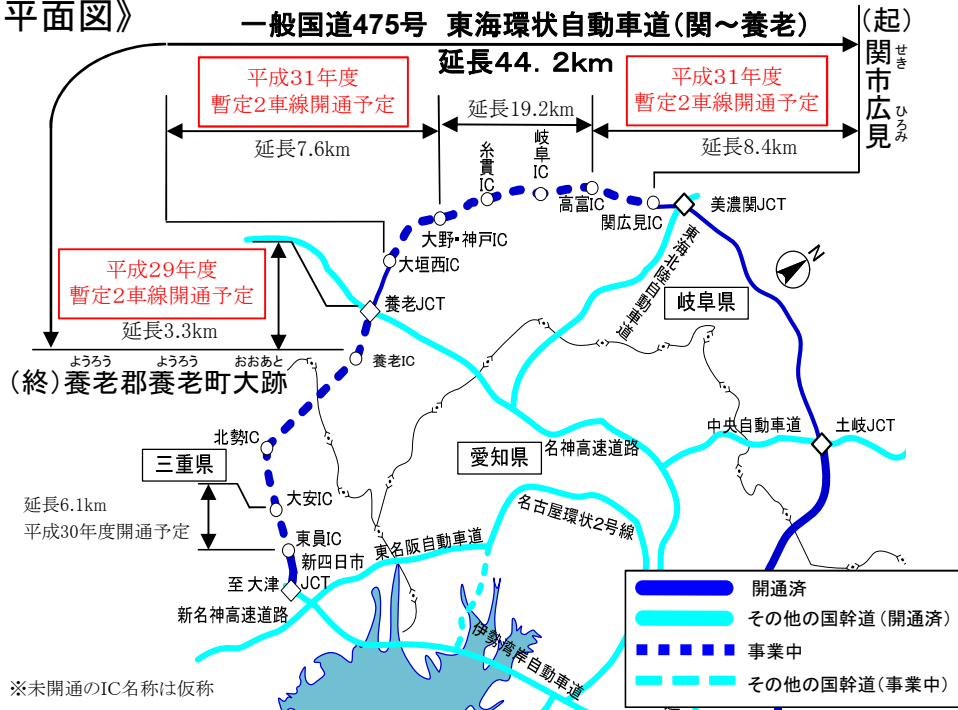 平面図》
一般国道475号 東海環状自動車道(関～養老)
延長44.2km
(起)
関市広見
せき
ひろみ
平成31年度
暫定2車線開通予定
延長7.6km
延長19.2km
平成31年度
暫定2車線開通予定
延長8.4km
糸貫IC
岐阜IC
高富IC
関広見IC
美濃関JCT
大野・神戸IC
大垣西IC
東海北陸自動車道
N
岐阜県
平成29年度
暫定2車線開通予定
延長3.3km
養老JCT
養老IC
ようろう ようろう おおあと
(終)養老郡養老町大跡
北勢IC
三重県
愛知県
名神高速道路
中央自動車道
土岐JCT
延長6.1km
平成30年度開通予定
大安IC
東員IC
新四日市
JCT
至大津
新名神高速道路
東名阪自動車道
名古屋環状2号線
伊勢湾岸自動車道
開通済
その他の国幹道(開通済)
事業中
その他の国幹道(事業中)
※未開通のIC名称は仮称